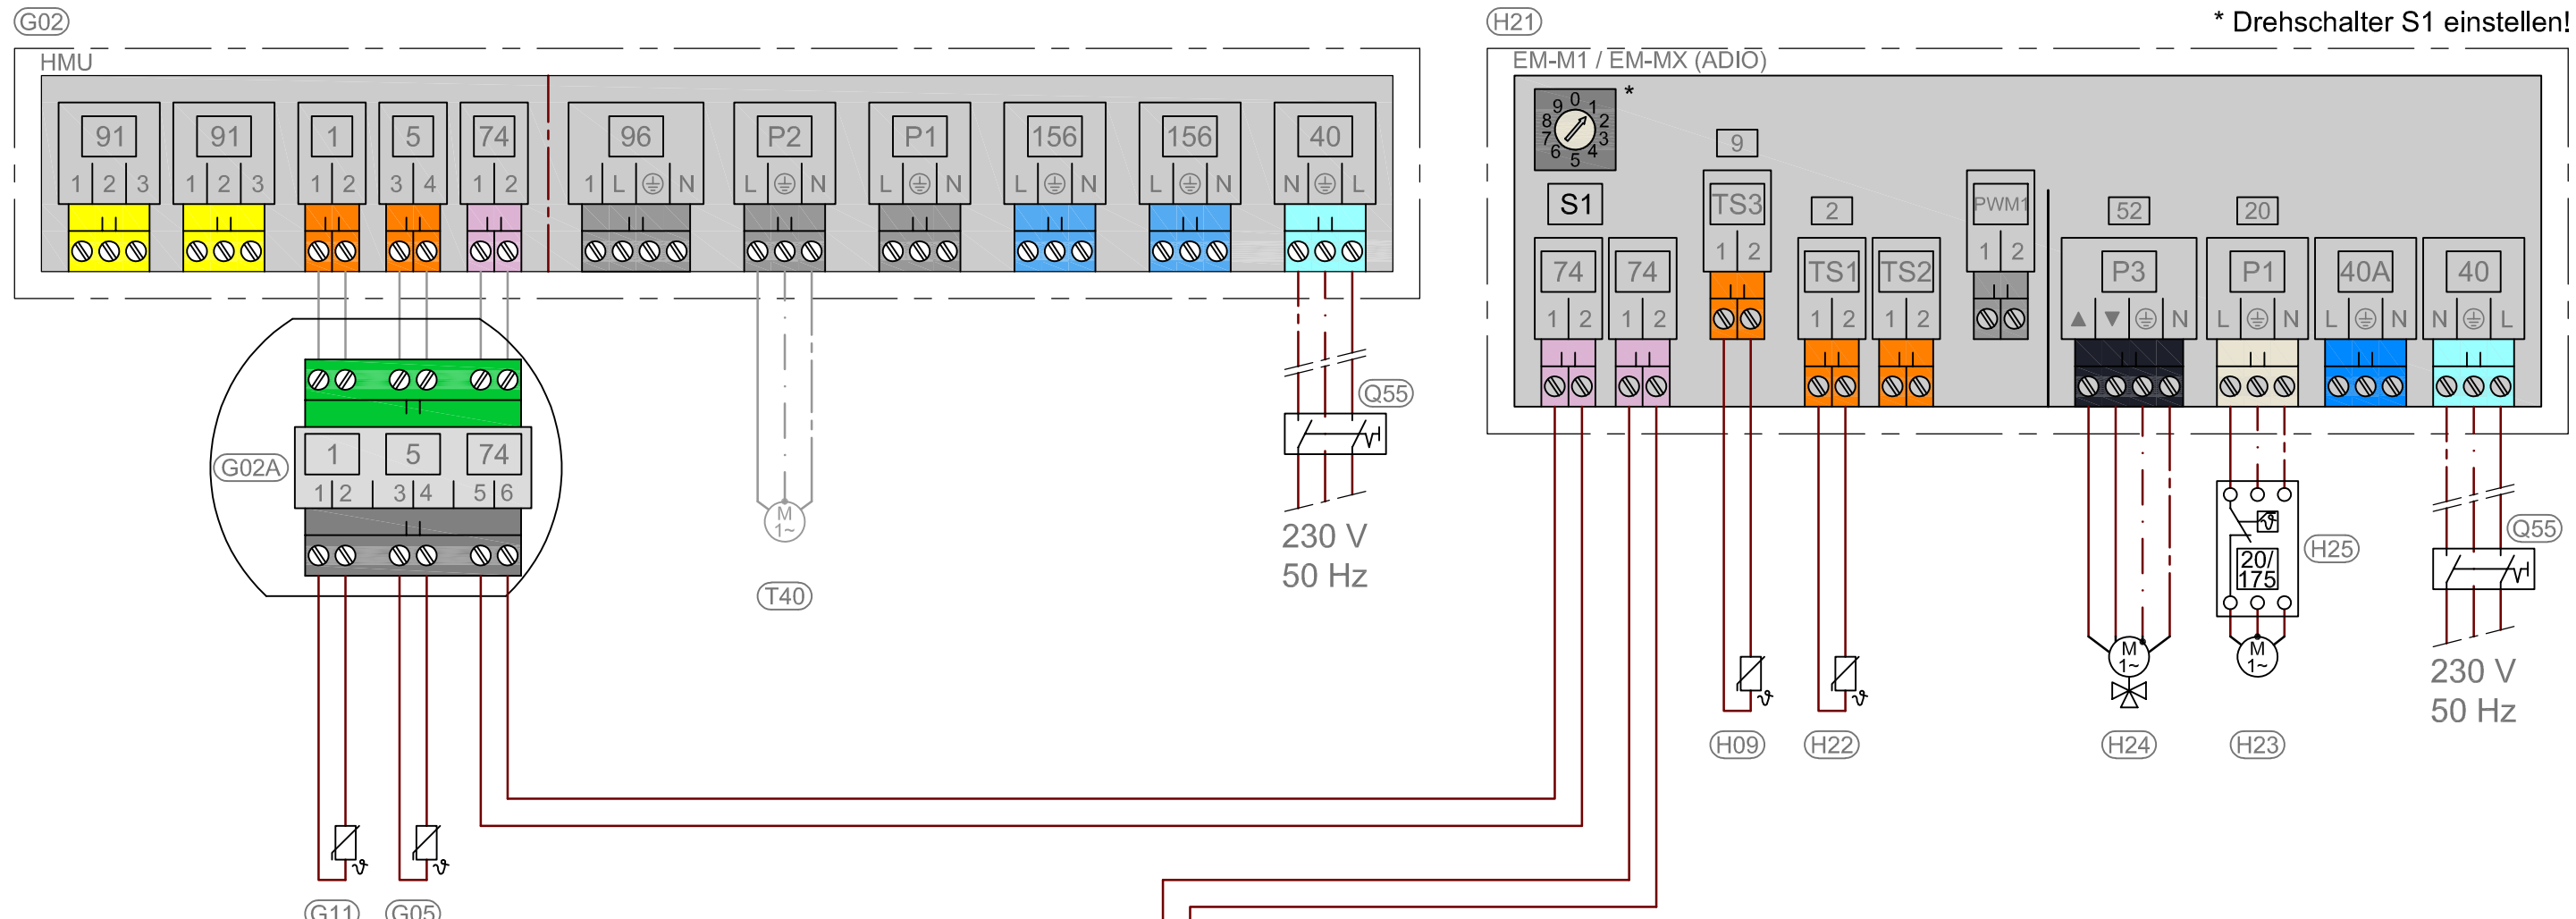 G02
H21
* Drehschalter S1 einstellen!
HMU
EM-M1 / EM-MX (ADIO)
91 91 1 5 74 96 P2 P1 156 156 40
1 2 3 1 2 3 1 2 3 4 1 2 1 L N L N L N L N L N N L
*
0 1 2 3 4 5 6 7 8 9
9
S1 TS3 2 PWM1 52 20
1 2 1 2
74 74 TS1 TS2 P3 P1 40A 40
1 2 1 2 1 2 1 2 ▲ ▼ N L N L N N L
Q55
G02A
1 5 74
1 2 3 4 5 6
M
1~
T40
230 V
50 Hz
Q55
20/
175
H25
M
1~
M
1~
230 V
50 Hz
ϑ ϑ
H09 H22 H24 H23
ϑ ϑ
G11 G05